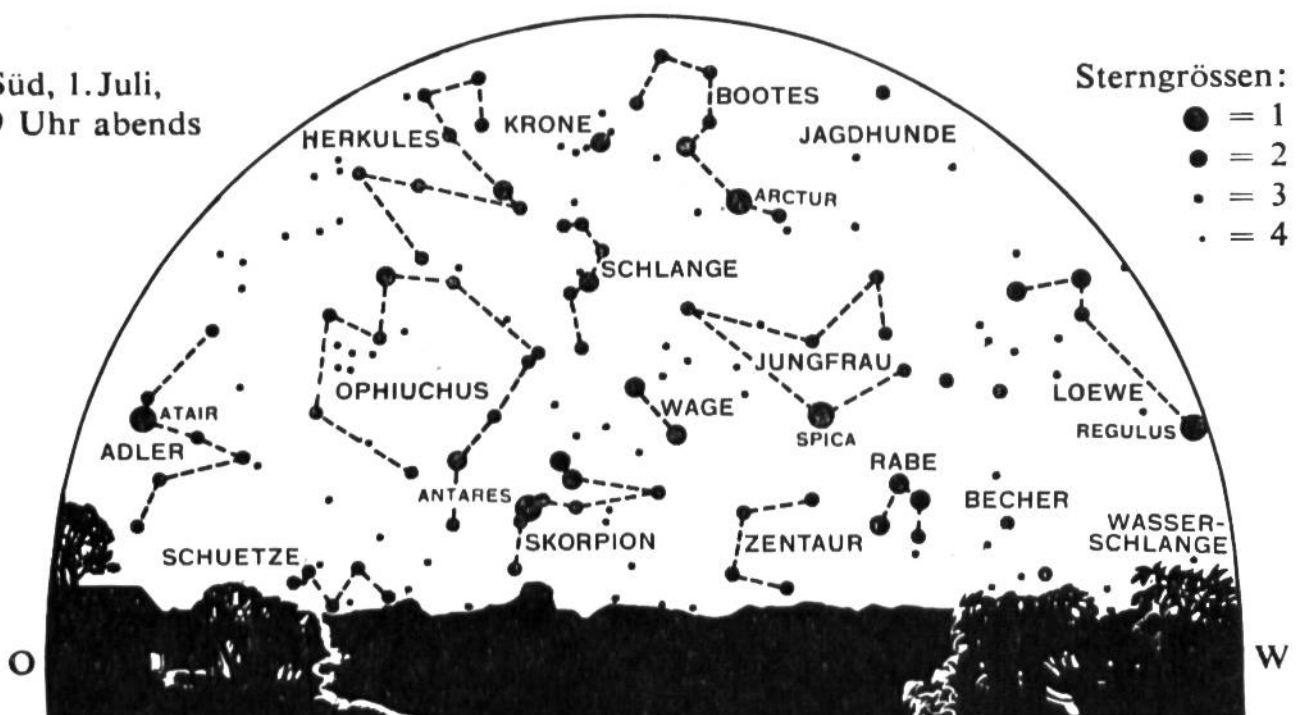 Süd, 1. Juli,
Uhr abends
Sterngrössen:
= 1
= 2
= 3
= 4
BOOTES
KRONE
HERKULES
JAGDHUNDE
ARCTUR
SCHLANGE
JUNGFRAU
OPHIUCHUS
LOEWE
WAGE
ATAIR
ADLER
SPICA
REGULUS
RABE
ANTARES
BECHER
SKORPION
ZENTAUR
WASSER-
SCHLANGE
SCHUETZE
O
W